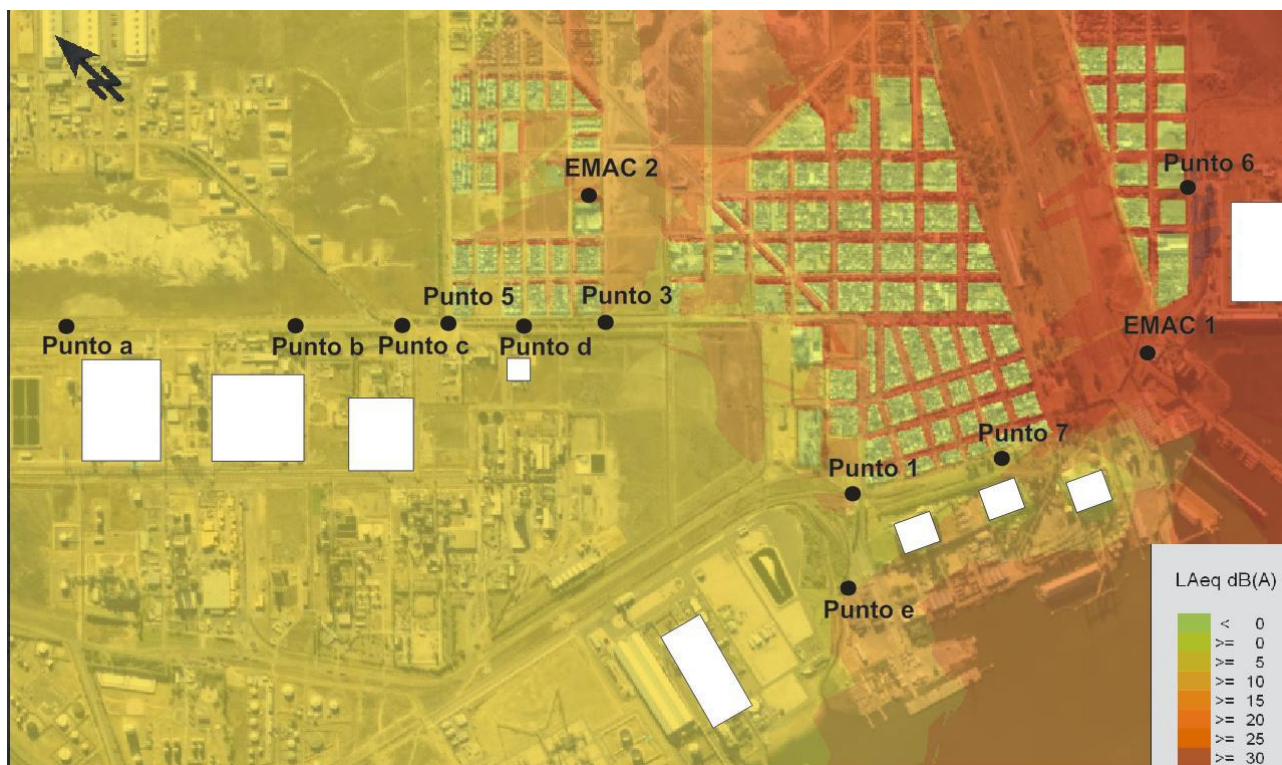 EMAC 2
Punto 6
Punto 5
Punto 3
Punto a
Punto b
Punto c
Punto d
EMAC 1
Punto 7
Punto 1
Punto e
LAeq dB(A)
< 0
>= 0
>= 5
>= 10
>= 15
>= 20
>= 25
>= 30